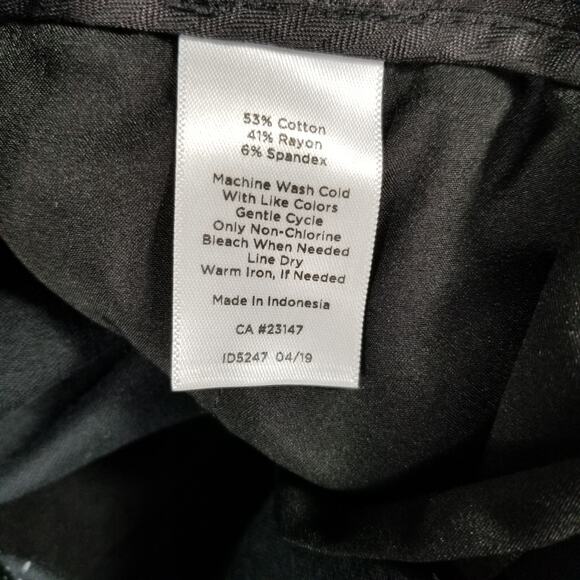 53% Cotton
41% Rayon
6% Spandex
Machine Wash Cold
With Like Colors
Gentle Cycle
Only Non-Chlorine
Bleach When Needed
Line Dry
Warm Iron, If Needed
Made In Indonesia
CA #23147
ID5247 04/19